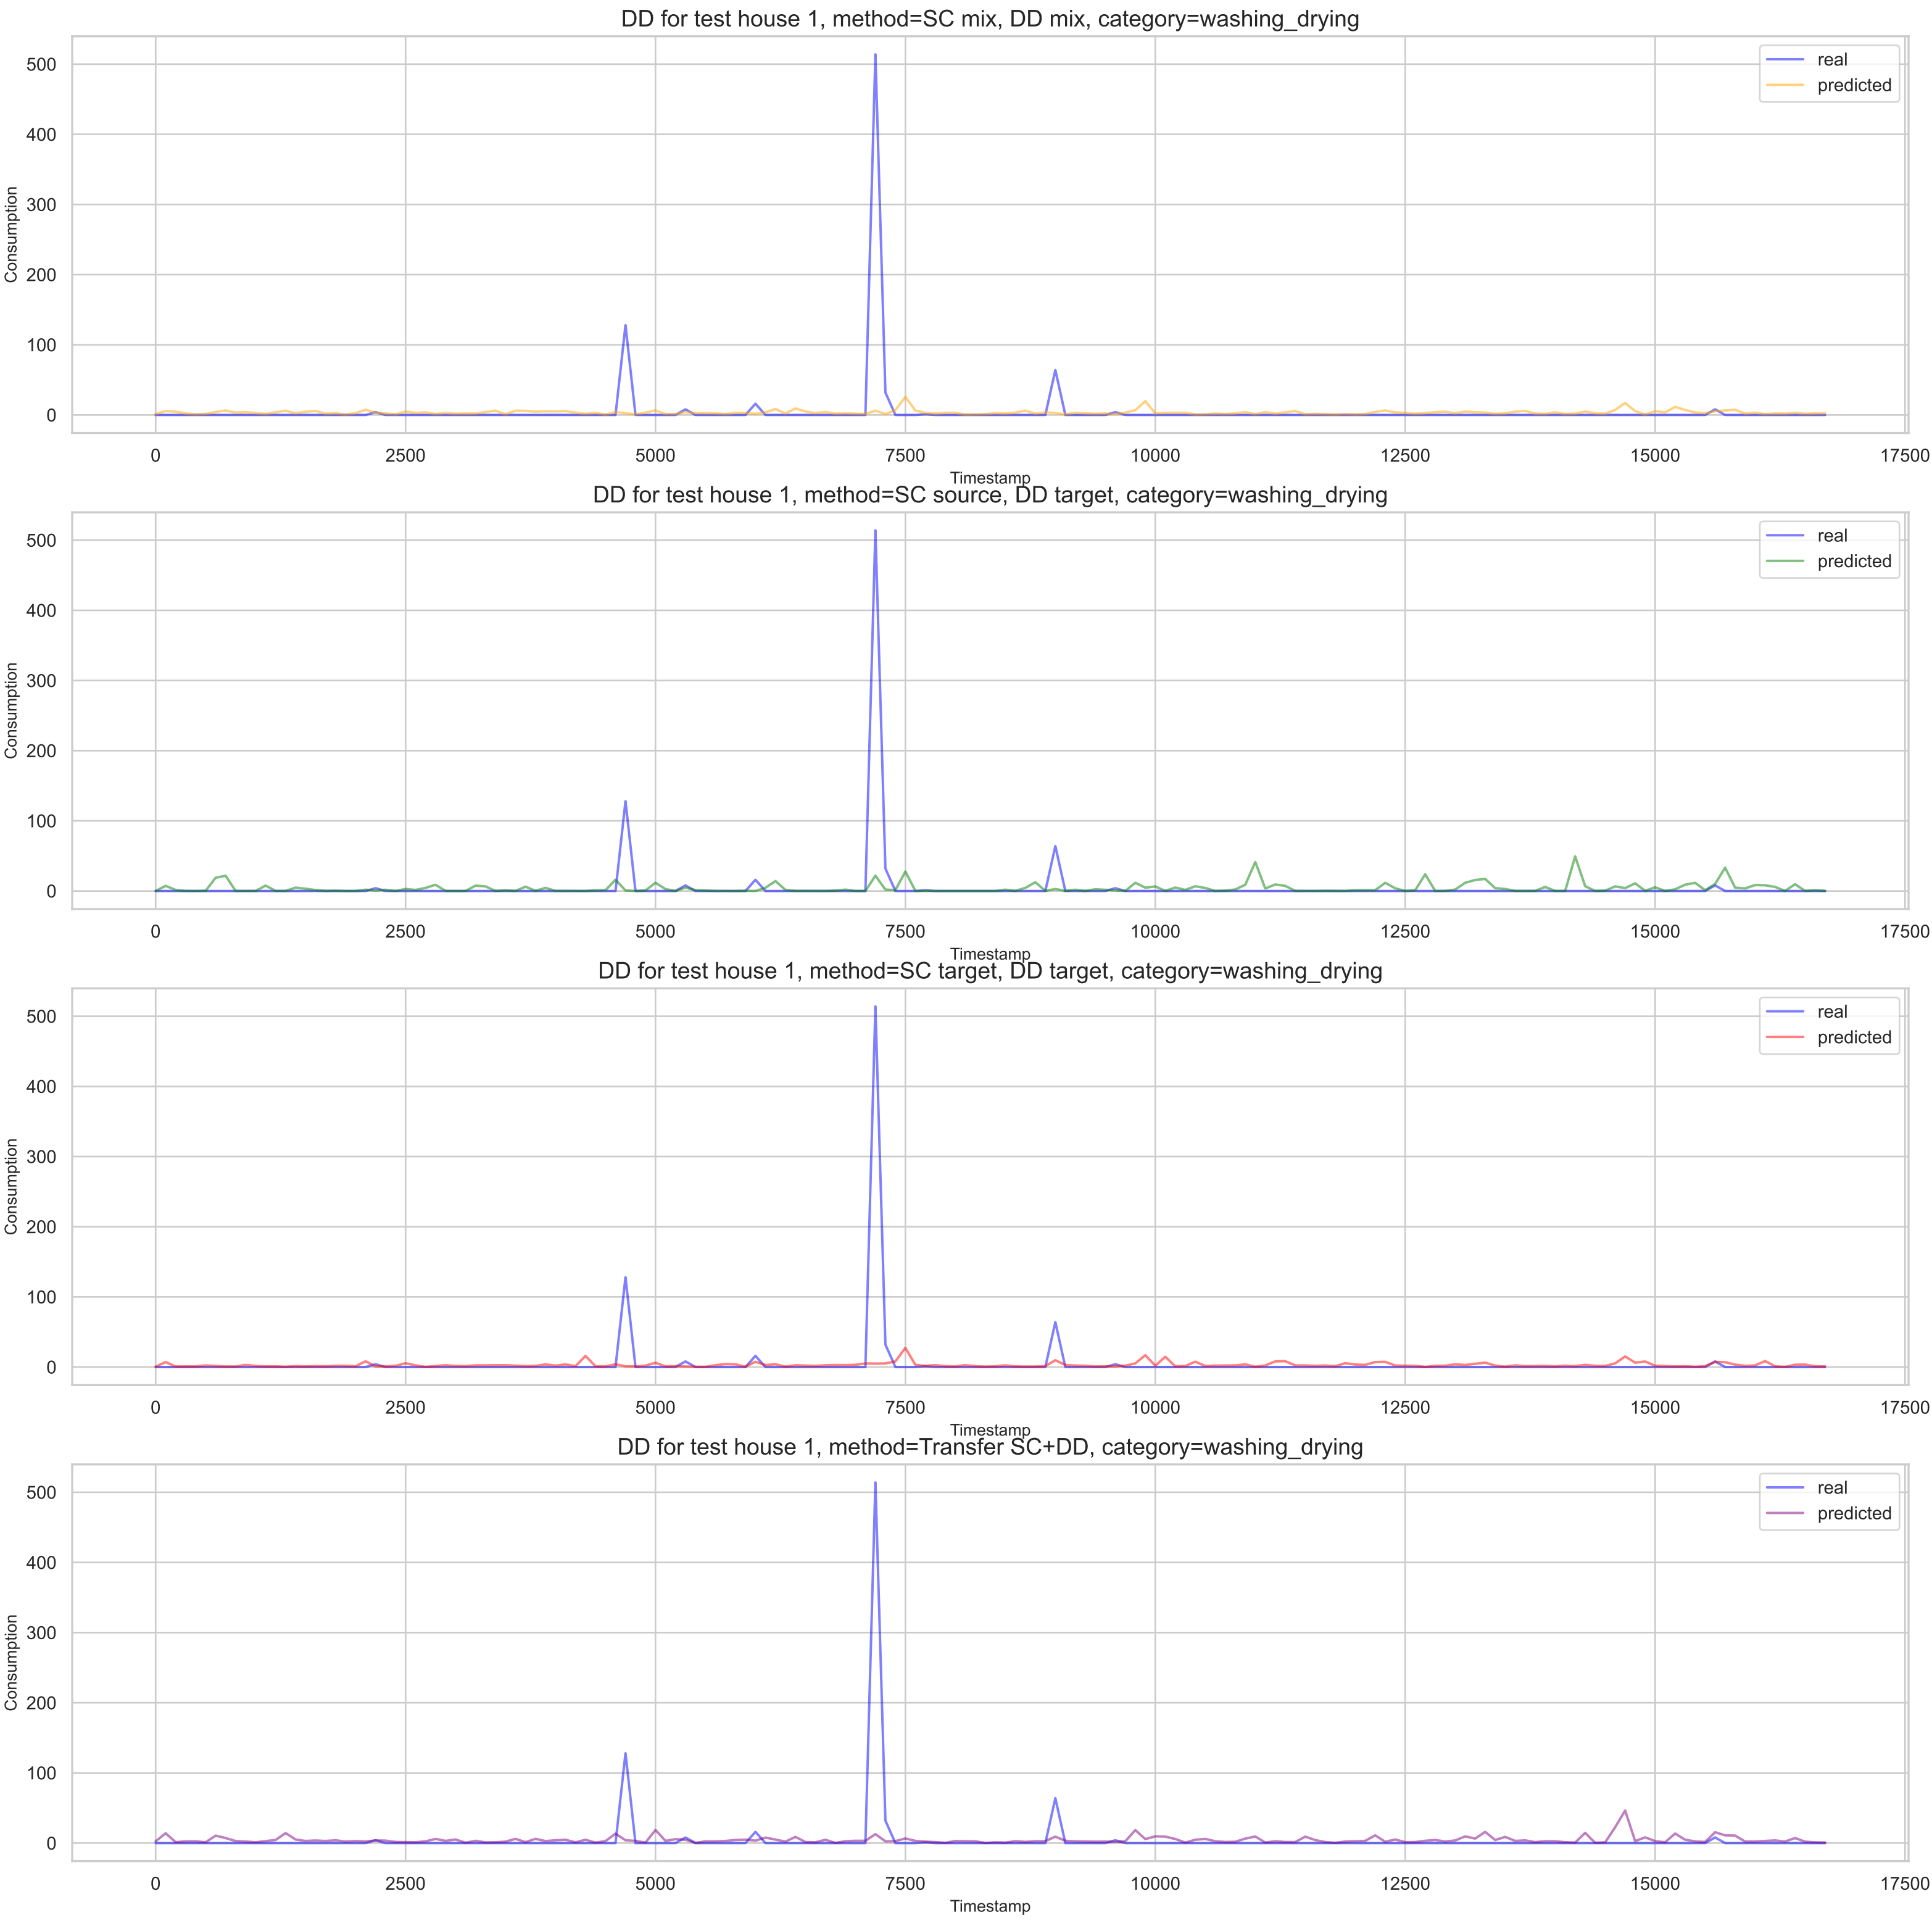 DD for test house 1, method=SC mix, DD mix, category=washing_drying
real
predicted
500
400
300
200
100
0
Consumption
0 2500 5000 7500 10000 12500 15000 17500
Timestamp
DD for test house 1, method=SC source, DD target, category=washing_drying
real
predicted
500
400
300
200
100
0
Consumption
0 2500 5000 7500 10000 12500 15000 17500
Timestamp
DD for test house 1, method=SC target, DD target, category=washing_drying
real
predicted
500
400
300
200
100
0
Consumption
0 2500 5000 7500 10000 12500 15000 17500
Timestamp
DD for test house 1, method=Transfer SC+DD, category=washing_drying
real
predicted
500
400
300
200
100
0
Consumption
0 2500 5000 7500 10000 12500 15000 17500
Timestamp